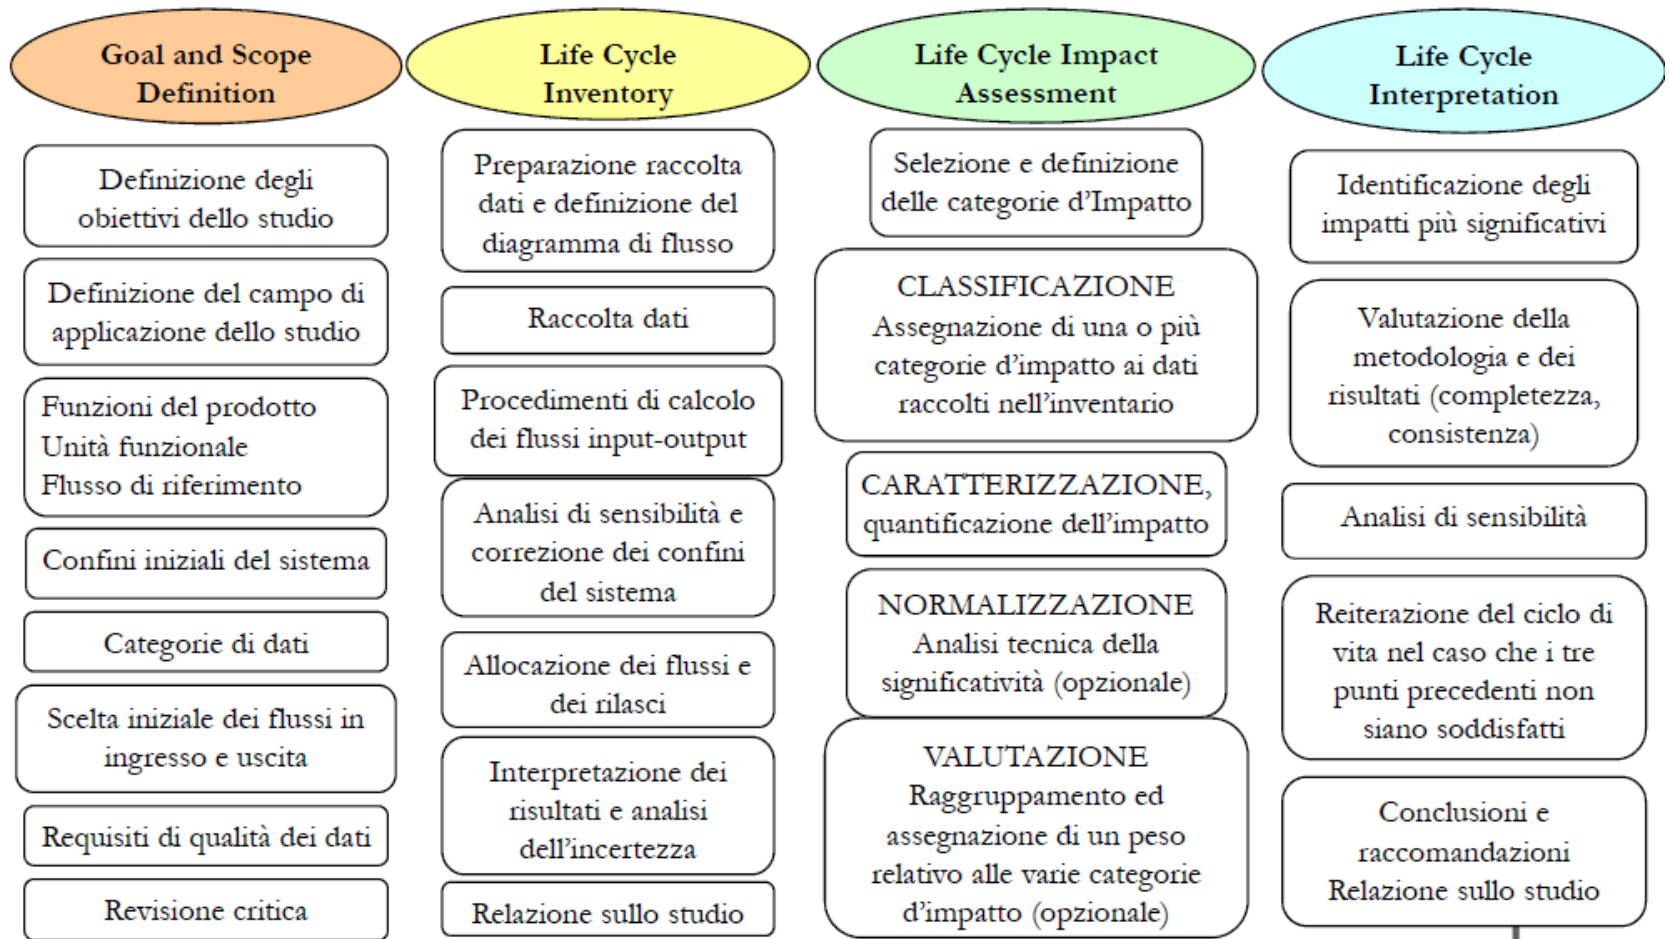 Goal and Scope
Definition
Definizione degli
obiettivi dello studio
Definizione del campo di
applicazione dello studio
Funzioni del prodotto
Unità funzionale
Flusso di riferimento
Confini iniziali del sistema
Categorie di dati
Scelta iniziale dei flussi in
ingresso e uscita
Requisiti di qualità dei dati
Revisione critica
Life Cycle
Inventory
Preparazione raccolta
dati e definizione del
diagramma di flusso
Raccolta dati
Procedimenti di calcolo
dei flussi input-output
Analisi di sensibilità e
correzione dei confini
del sistema
Allocazione dei flussi e
dei rilasci
Interpretazione dei
risultati e analisi
dell'incertezza
Relazione sullo studio
Life Cycle Impact
Assessment
Selezione e definizione
delle categorie d'Impatto
CLASSIFICAZIONE
Assegnazione di una o più
categorie d'impatto ai dati
raccolti nell'inventario
CARATTERIZZAZIONE,
quantificazione dell'impatto
NORMALIZZAZIONE
Analisi tecnica della
significatività (opzionale)
VALUTAZIONE
Raggruppamento ed
assegnazione di un peso
relativo alle varie categorie
d'impatto (opzionale)
Life Cycle
Interpretation
Identificazione degli
impatti più significativi
Valutazione della
metodologia e dei
risultati (completezza,
consistenza)
Analisi di sensibilità
Reiterazione del ciclo di
vita nel caso che i tre
punti precedenti non
siano soddisfatti
Conclusioni e
raccomandazioni
Relazione sullo studio